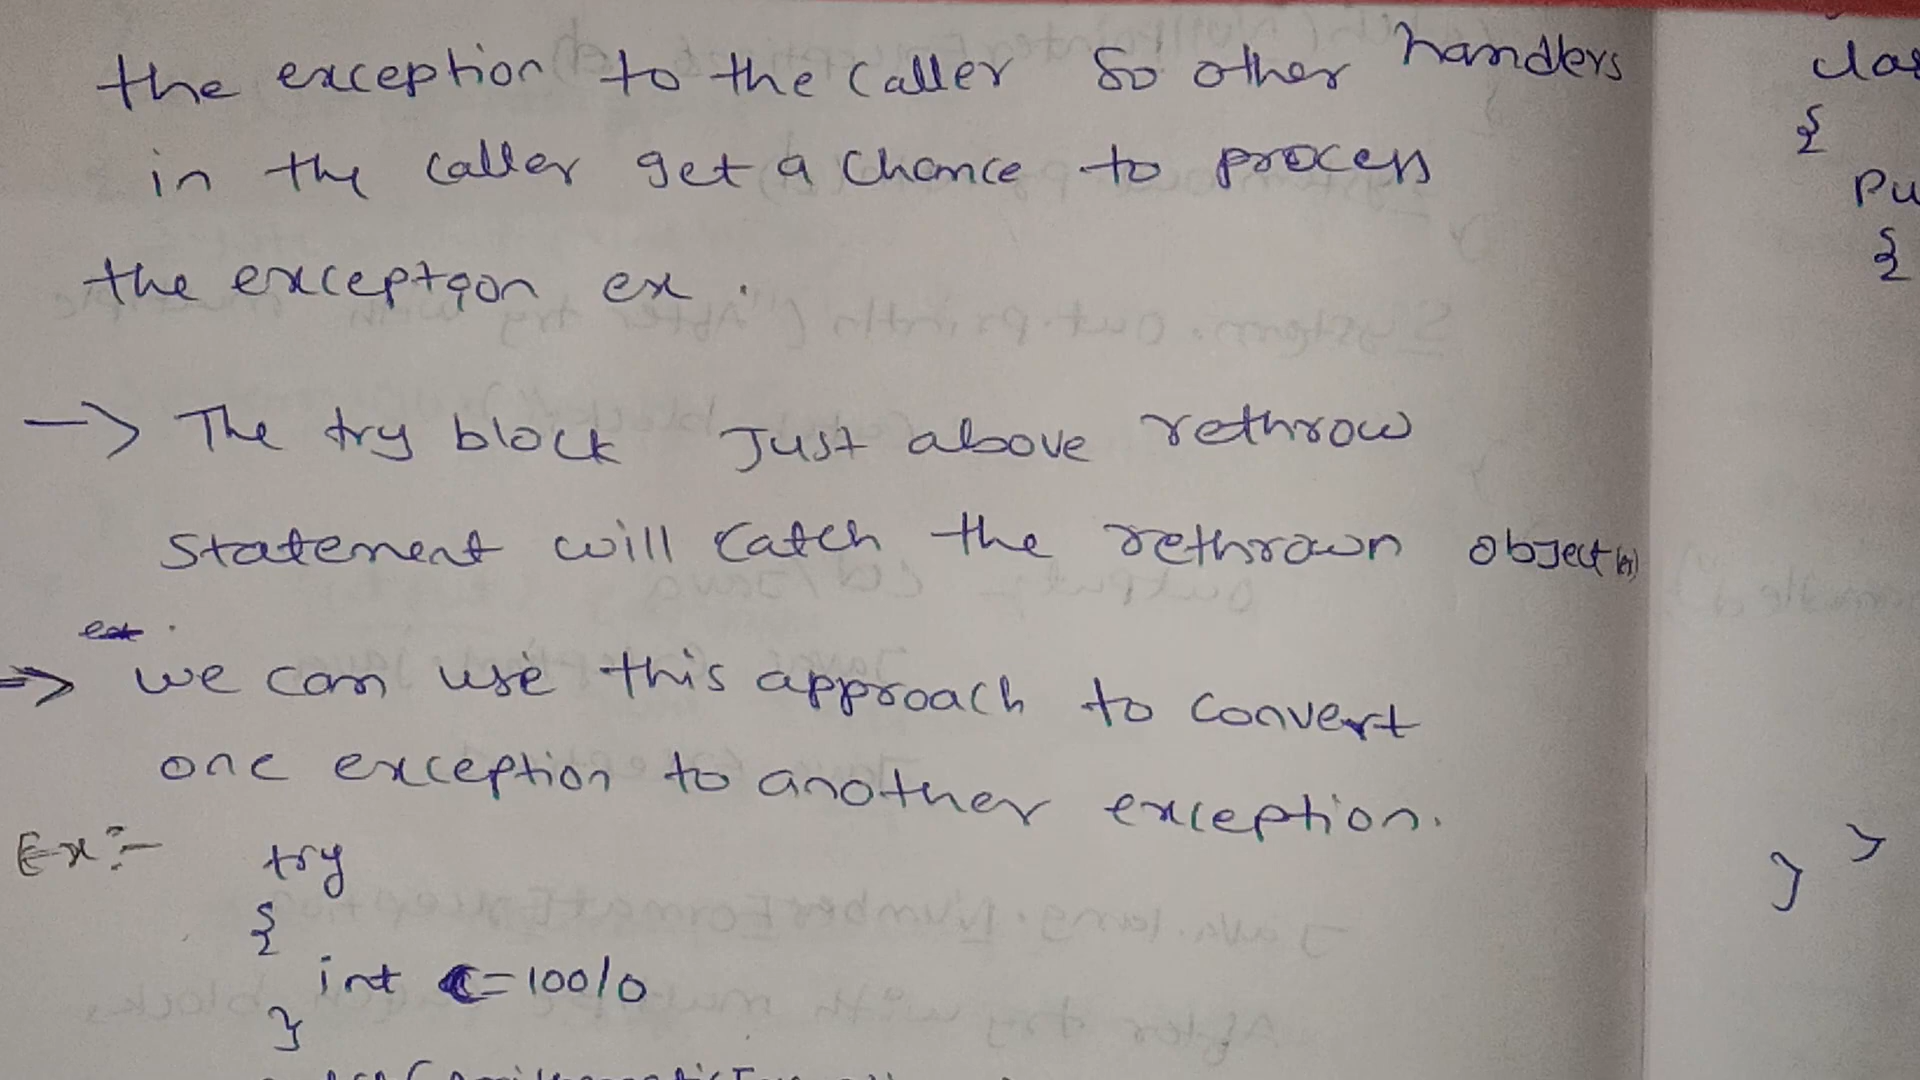 the exception to the caller so other handlers
in the caller get a chance to process
the exception ex.
-> The try block Just above rethrow
statement will catch the rethrown object
=> we can use this approach to convert
one exception to another exception.
Ex:-
try
{
int c=100/0
}
{
Pu
{
}
}